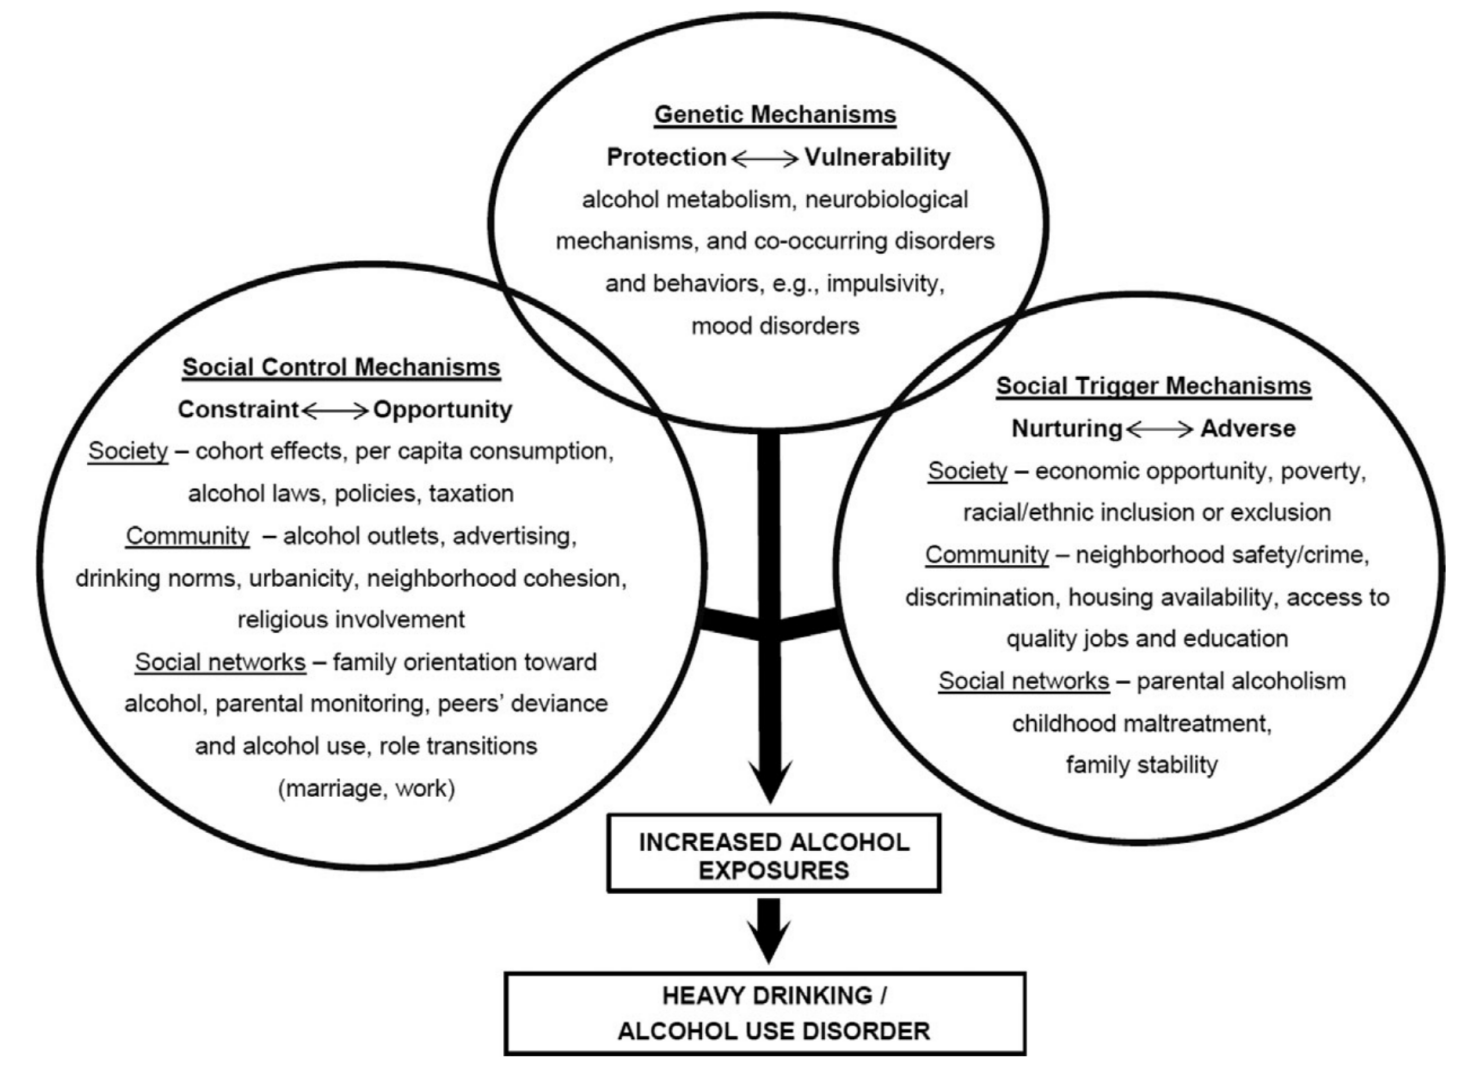 Genetic Mechanisms
Protection ⟷ Vulnerability
alcohol metabolism, neurobiological
mechanisms, and co-occurring disorders
and behaviors, e.g., impulsivity,
mood disorders
Social Control Mechanisms
Constraint ⟷ Opportunity
Society – cohort effects, per capita consumption,
alcohol laws, policies, taxation
Community – alcohol outlets, advertising,
drinking norms, urbanicity, neighborhood cohesion,
religious involvement
Social networks – family orientation toward
alcohol, parental monitoring, peers' deviance
and alcohol use, role transitions
(marriage, work)
Social Trigger Mechanisms
Nurturing ⟷ Adverse
Society – economic opportunity, poverty,
racial/ethnic inclusion or exclusion
Community – neighborhood safety/crime,
discrimination, housing availability, access to
quality jobs and education
Social networks – parental alcoholism
childhood maltreatment,
family stability
INCREASED ALCOHOL
EXPOSURES
HEAVY DRINKING /
ALCOHOL USE DISORDER